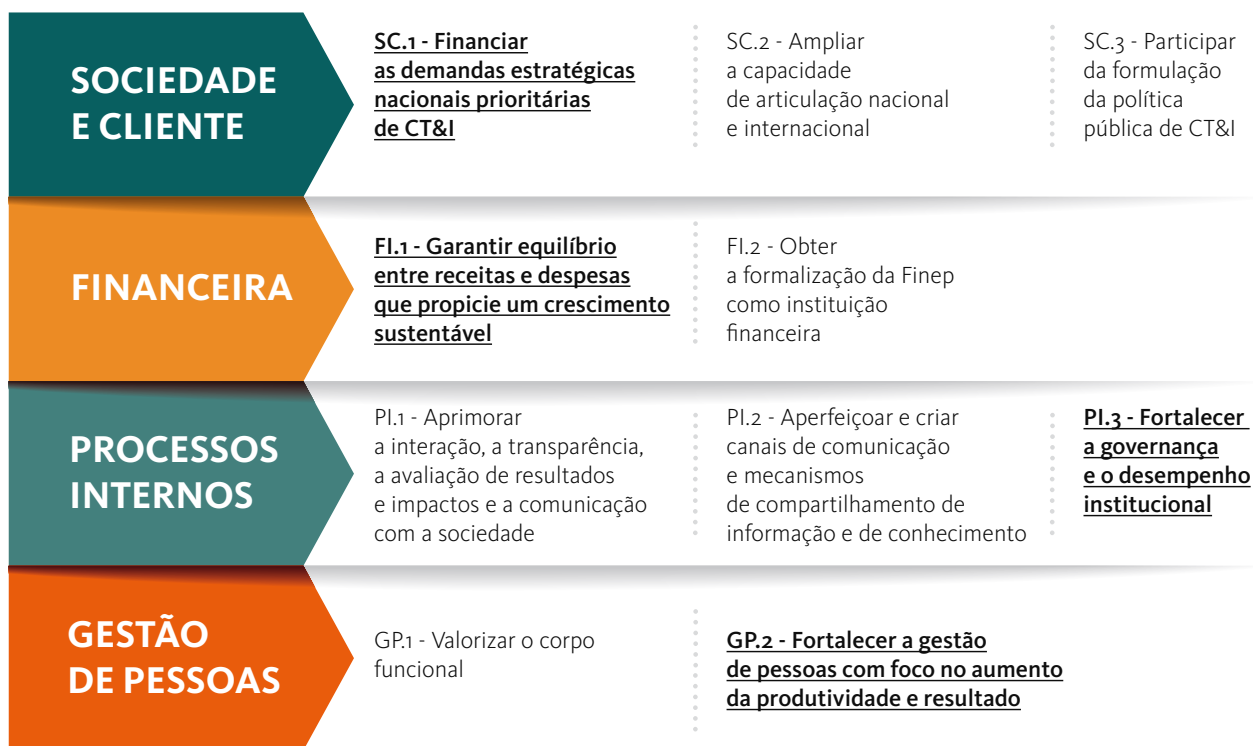 SOCIEDADE
E CLIENTE
SC.1 - Financiar
as demandas estratégicas
nacionais prioritárias
de CT&I
SC.2 - Ampliar
a capacidade
de articulação nacional
e internacional
SC.3 - Participar
da formulação
da política
pública de CT&I
FINANCEIRA
FI.1 - Garantir equilíbrio
entre receitas e despesas
que propicie um crescimento
sustentável
FI.2 - Obter
a formalização da Finep
como instituição
financeira
PROCESSOS
INTERNOS
PI.1 - Aprimorar
a interação, a transparência,
a avaliação de resultados
e impactos e a comunicação
com a sociedade
PI.2 - Aperfeiçoar e criar
canais de comunicação
e mecanismos
de compartilhamento de
informação e de conhecimento
PI.3 - Fortalecer
a governança
e o desempenho
institucional
GESTÃO
DE PESSOAS
GP.1 - Valorizar o corpo
funcional
GP.2 - Fortalecer a gestão
de pessoas com foco no aumento
da produtividade e resultado